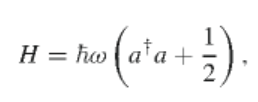 H = ℏω(a†a + 1/2),